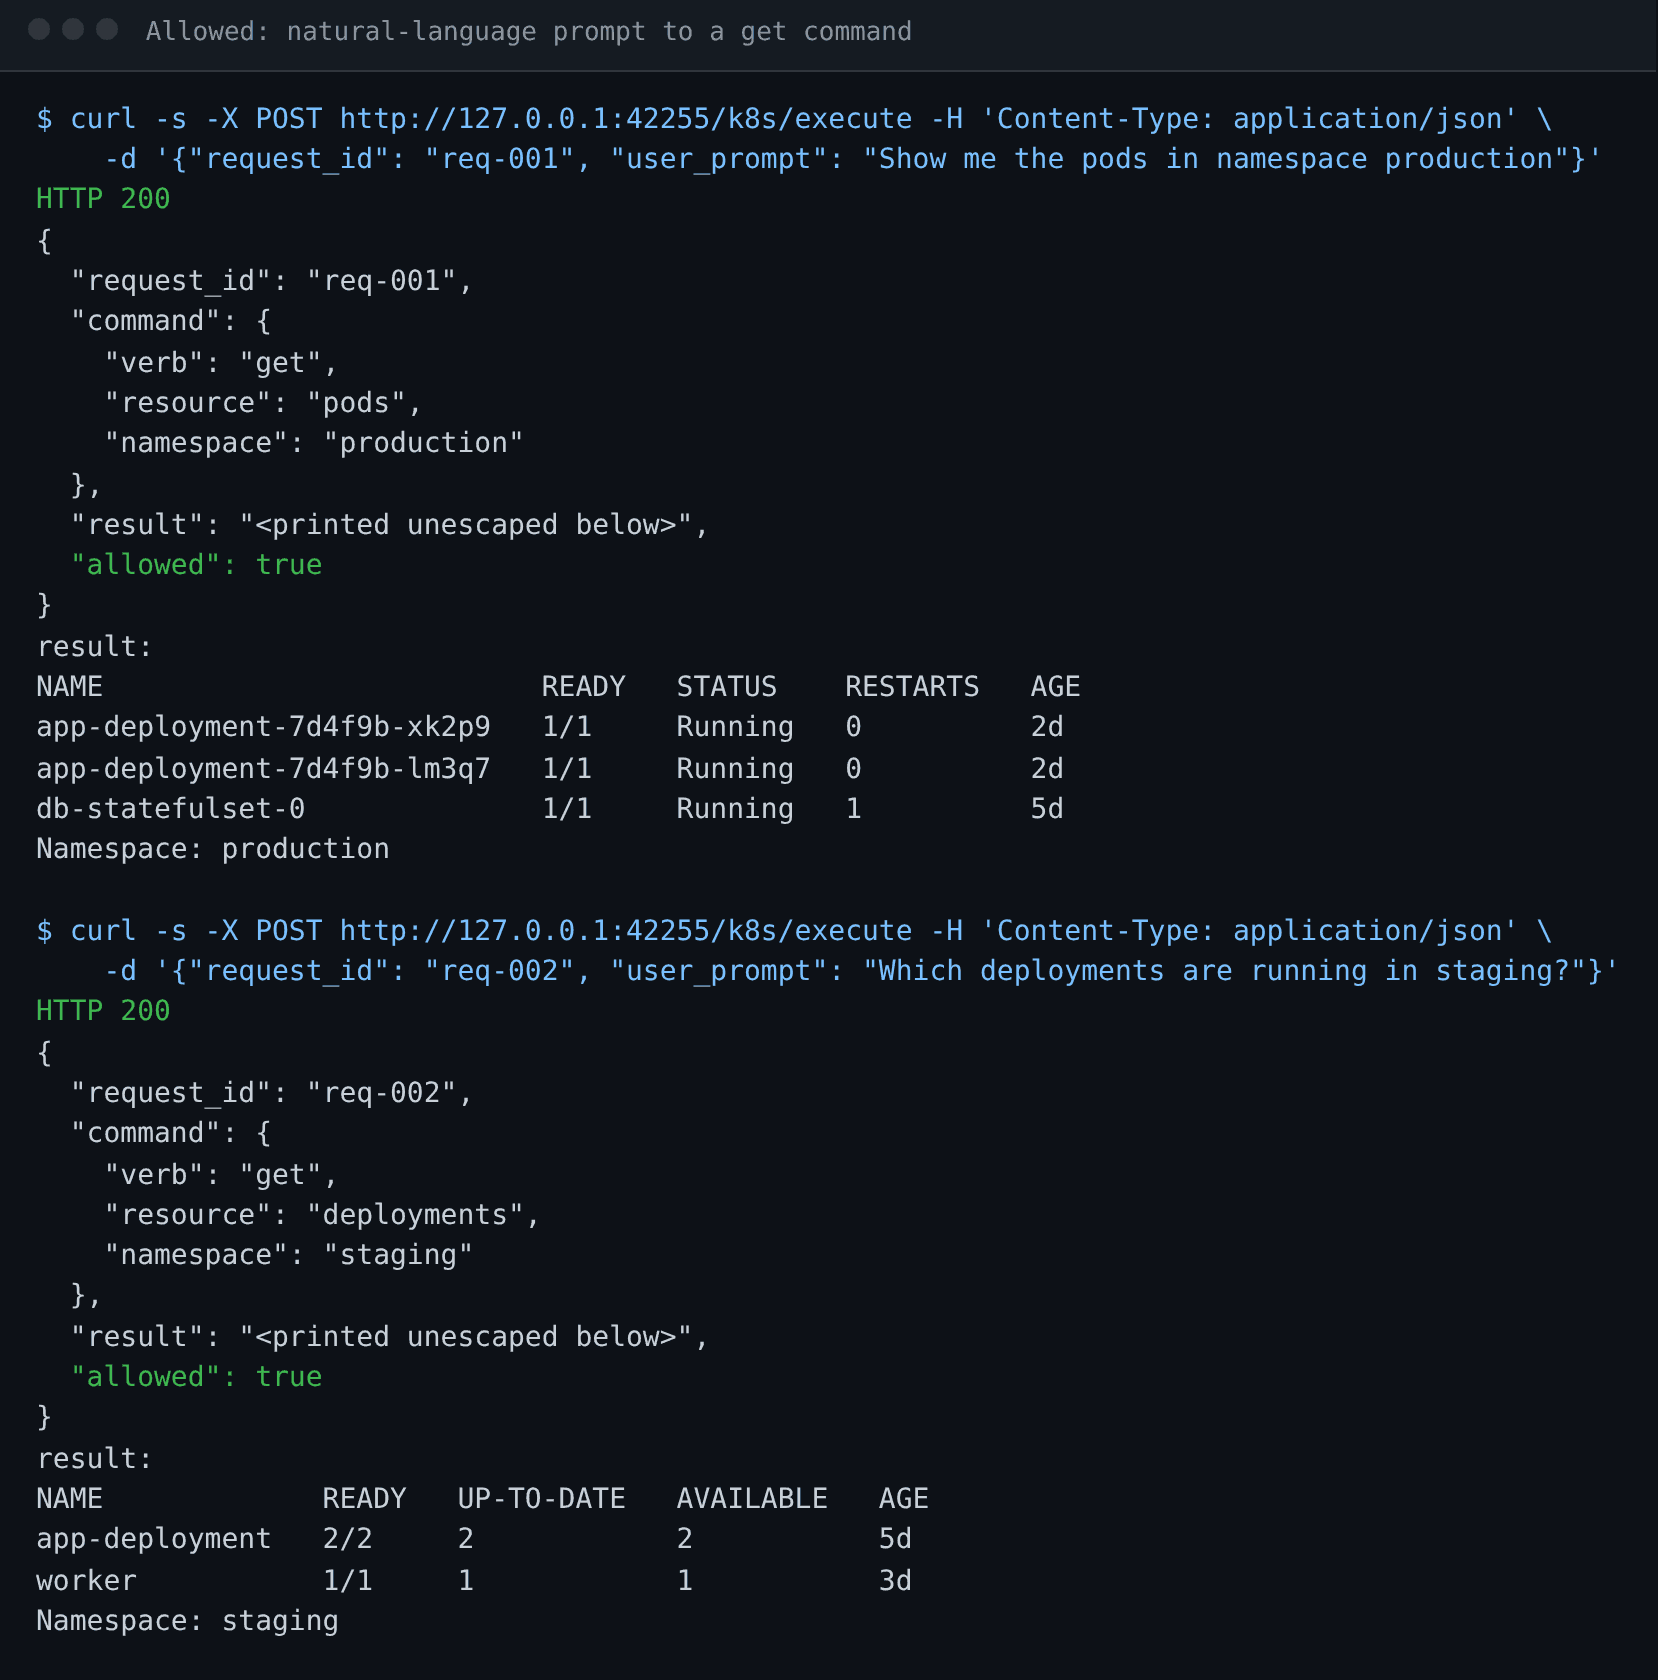 Allowed: natural-language prompt to a get command
$ curl -s -X POST http://127.0.0.1:42255/k8s/execute -H 'Content-Type: application/json' \
    -d '{"request_id": "req-001", "user_prompt": "Show me the pods in namespace production"}'
HTTP 200
{
  "request_id": "req-001",
  "command": {
    "verb": "get",
    "resource": "pods",
    "namespace": "production"
  },
  "result": "<printed unescaped below>",
  "allowed": true
}
result:
NAME                          READY   STATUS    RESTARTS   AGE
app-deployment-7d4f9b-xk2p9   1/1     Running   0          2d
app-deployment-7d4f9b-lm3q7   1/1     Running   0          2d
db-statefulset-0              1/1     Running   1          5d
Namespace: production
$ curl -s -X POST http://127.0.0.1:42255/k8s/execute -H 'Content-Type: application/json' \
    -d '{"request_id": "req-002", "user_prompt": "Which deployments are running in staging?"}'
HTTP 200
{
  "request_id": "req-002",
  "command": {
    "verb": "get",
    "resource": "deployments",
    "namespace": "staging"
  },
  "result": "<printed unescaped below>",
  "allowed": true
}
result:
NAME             READY   UP-TO-DATE   AVAILABLE   AGE
app-deployment   2/2     2            2           5d
worker           1/1     1            1           3d
Namespace: staging